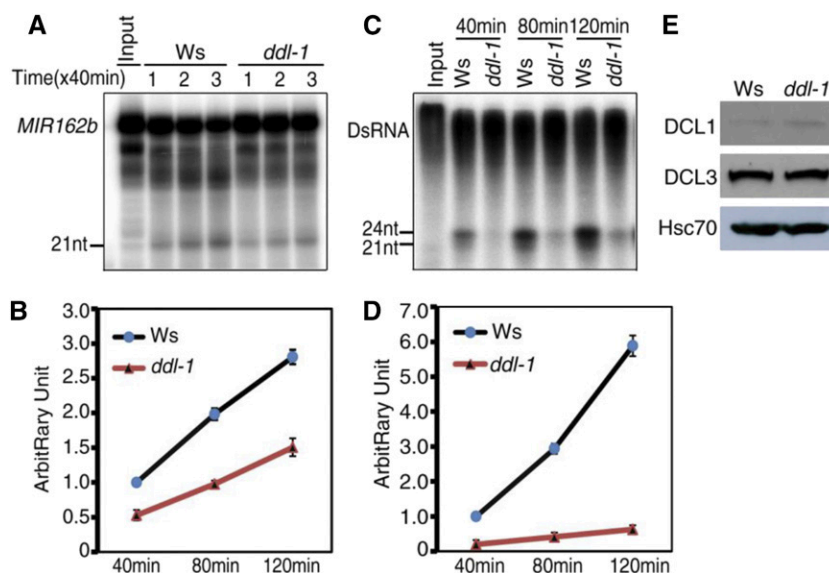 A
Input
Ws
ddl-1
Time(x40min)
1 2 3 1 2 3
MIR162b
21nt
B
3.0
3.0
2.5
2.0
1.5
1.0
0.5
0
ArbitRary Unit
Ws
ddl-1
40min 80min 120min
C
40min 80min 120min
Input
Ws ddl-1 Ws ddl-1 Ws ddl-1
DsRNA
24nt
21nt
D
7.0
6.0
5.0
4.0
3.0
2.0
1.0
0
ArbitRary Unit
Ws
ddl-1
40min 80min 120min
E
Ws ddl-1
DCL1
DCL3
Hsc70